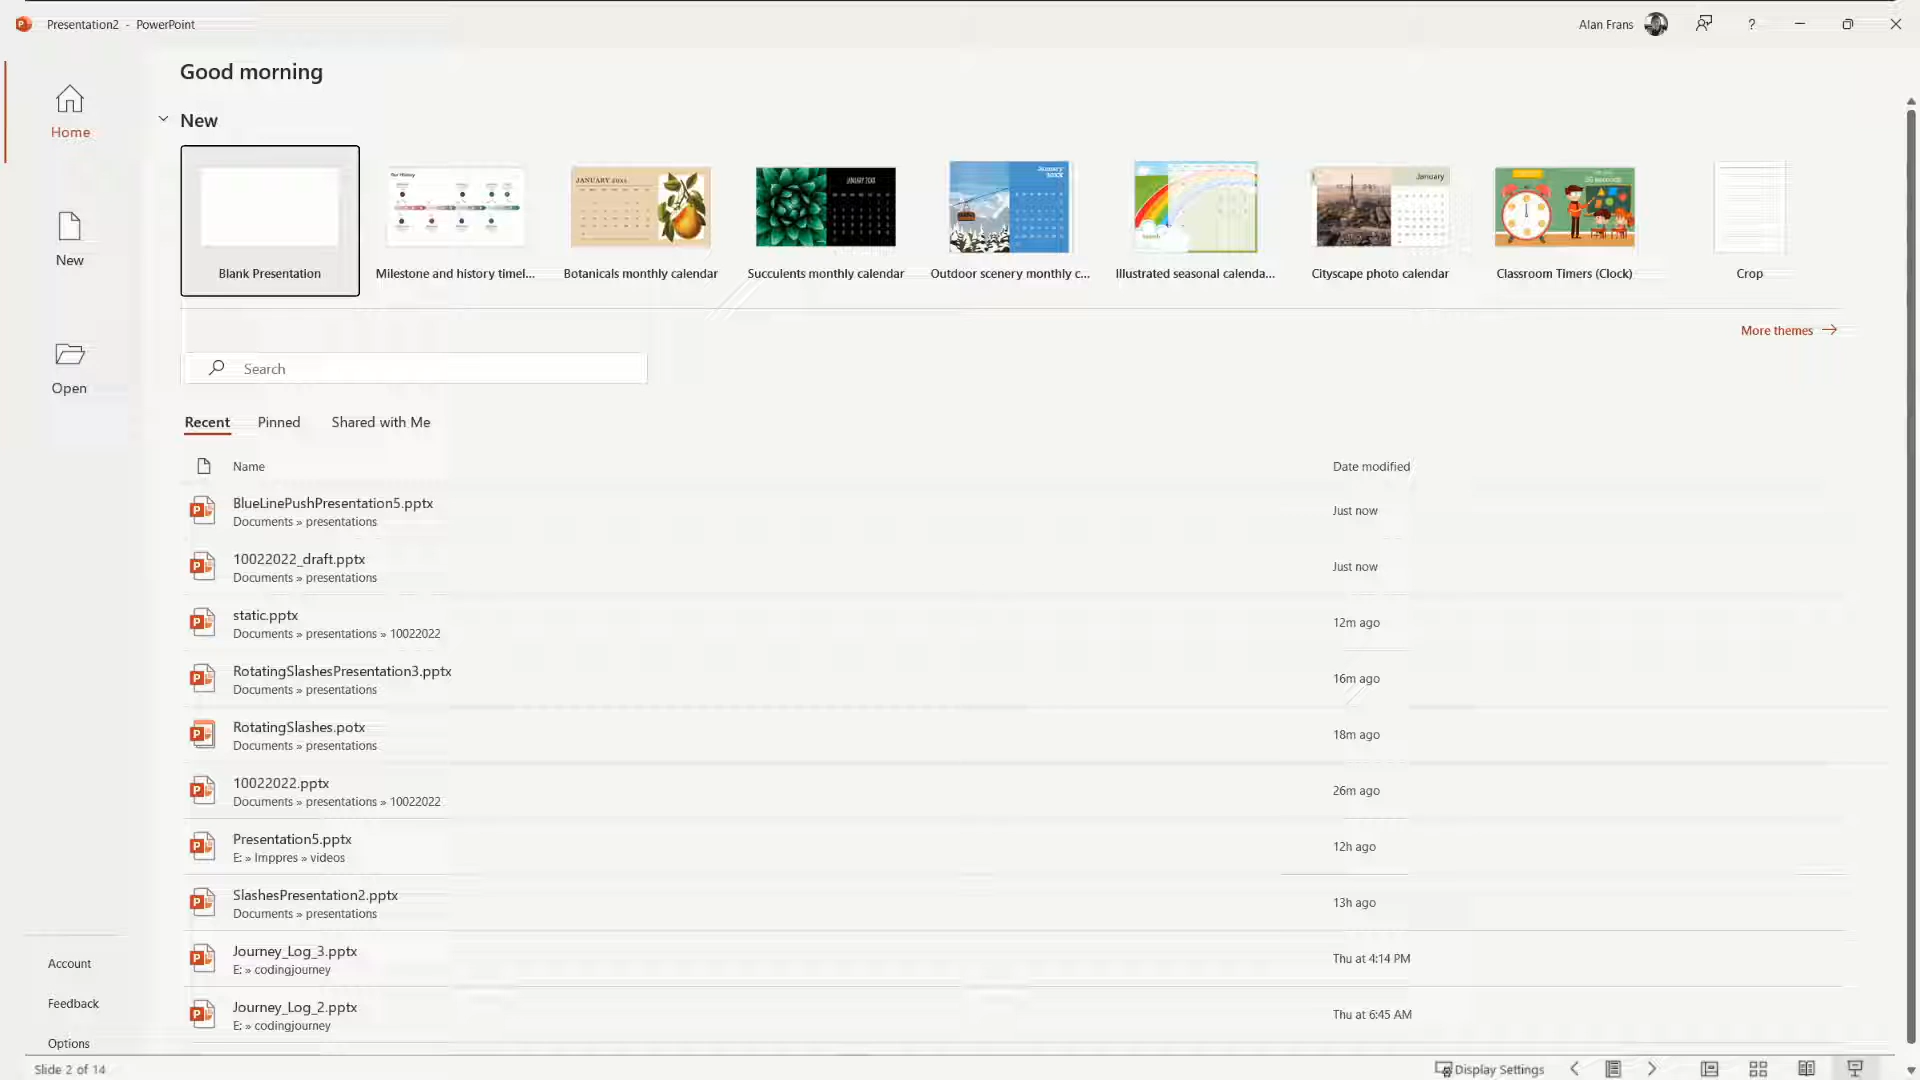 Presentation2 - PowerPoint
Alan Frans
?
Good morning
Home
New
Open
New
Blank Presentation
Milestone and history timel...
Botanicals monthly calendar
Succulents monthly calendar
Outdoor scenery monthly c...
Illustrated seasonal calenda...
Cityscape photo calendar
Classroom Timers (Clock)
Crop
More themes
Search
Recent Pinned Shared with Me
Name Date modified
BlueLinePushPresentation5.pptx
Documents » presentations
Just now
10022022_draft.pptx
Documents » presentations
Just now
static.pptx
Documents » presentations » 10022022
12m ago
RotatingSlashesPresentation3.pptx
Documents » presentations
16m ago
RotatingSlashes.potx
Documents » presentations
18m ago
10022022.pptx
Documents » presentations » 10022022
26m ago
Presentation5.pptx
E: » Imppres » videos
12h ago
SlashesPresentation2.pptx
Documents » presentations
13h ago
Journey_Log_3.pptx
E: » codingjourney
Thu at 4:14 PM
Journey_Log_2.pptx
E: » codingjourney
Thu at 6:45 AM
Account
Feedback
Options
Slide 2 of 14
Display Settings